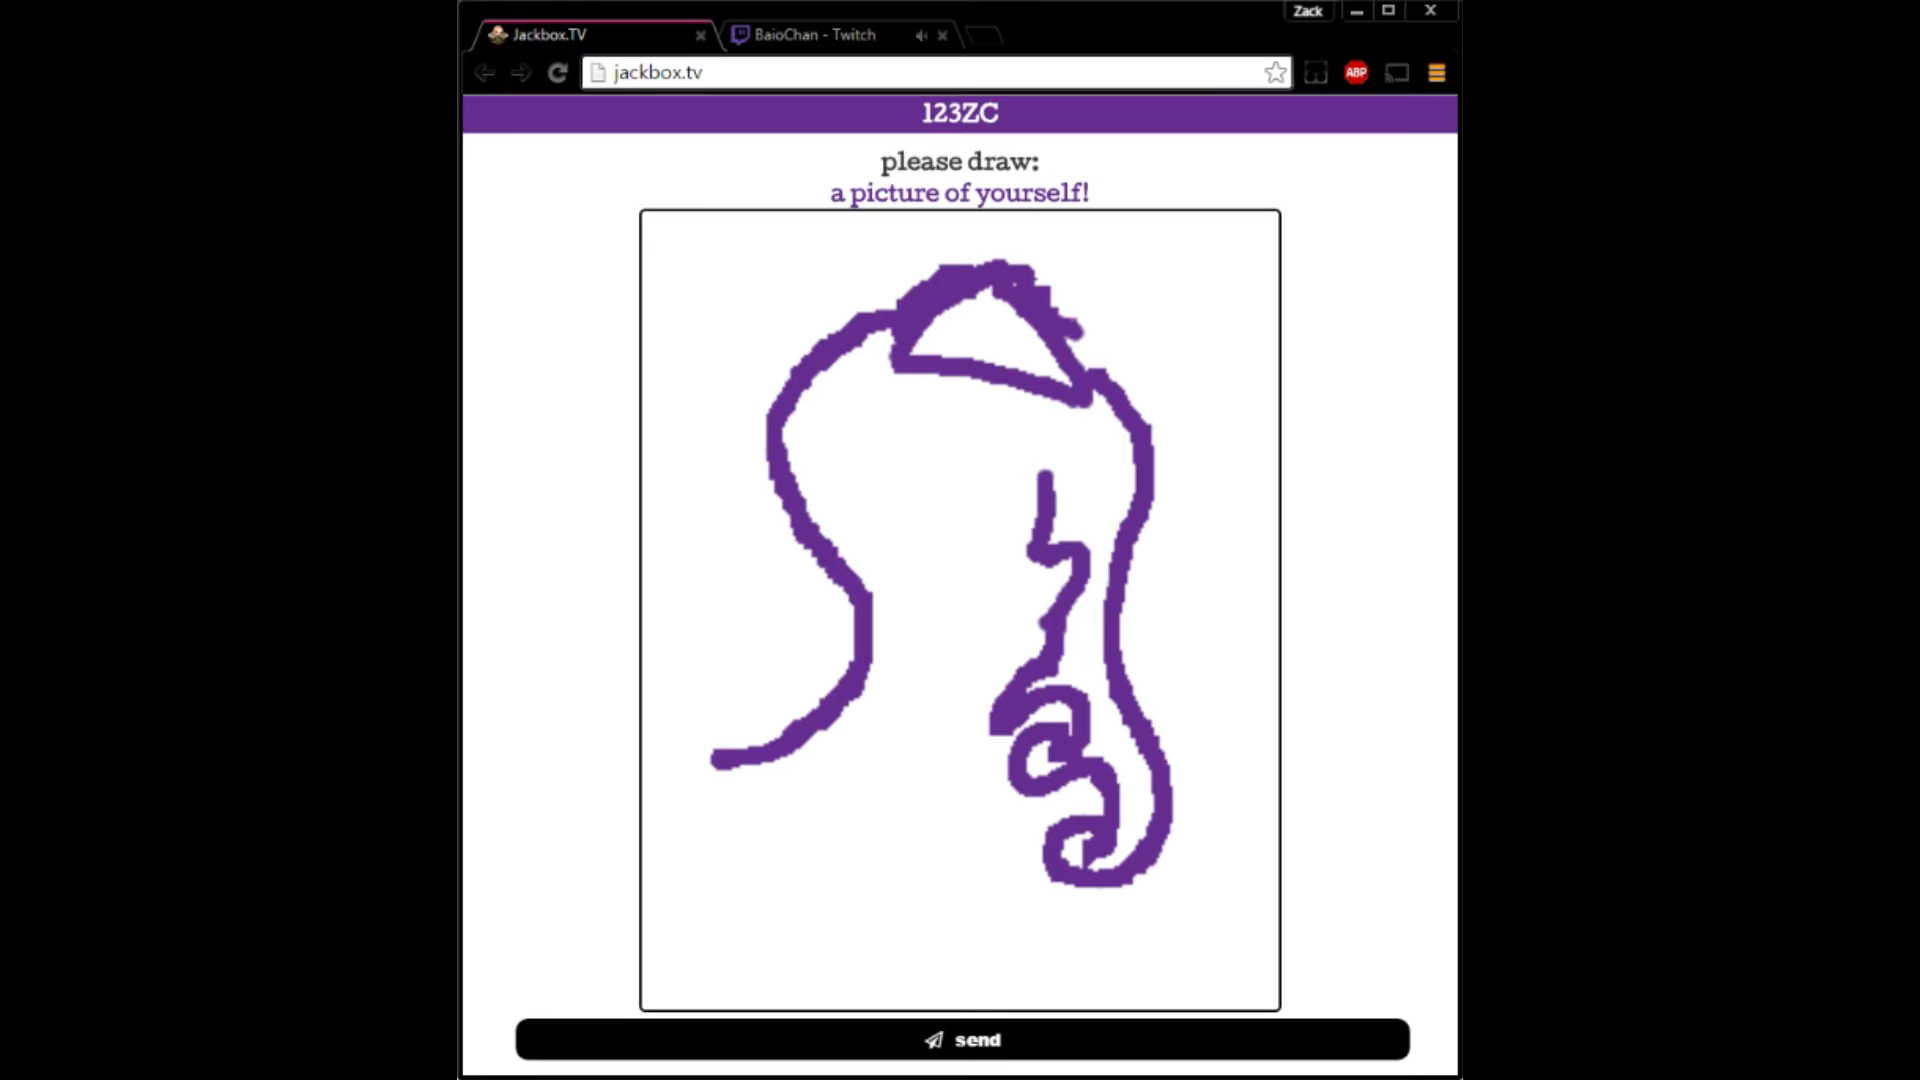 Zack
Jackbox.TV
BaioChan - Twitch
jackbox.tv
ABP
123ZC
please draw:
a picture of yourself!
send